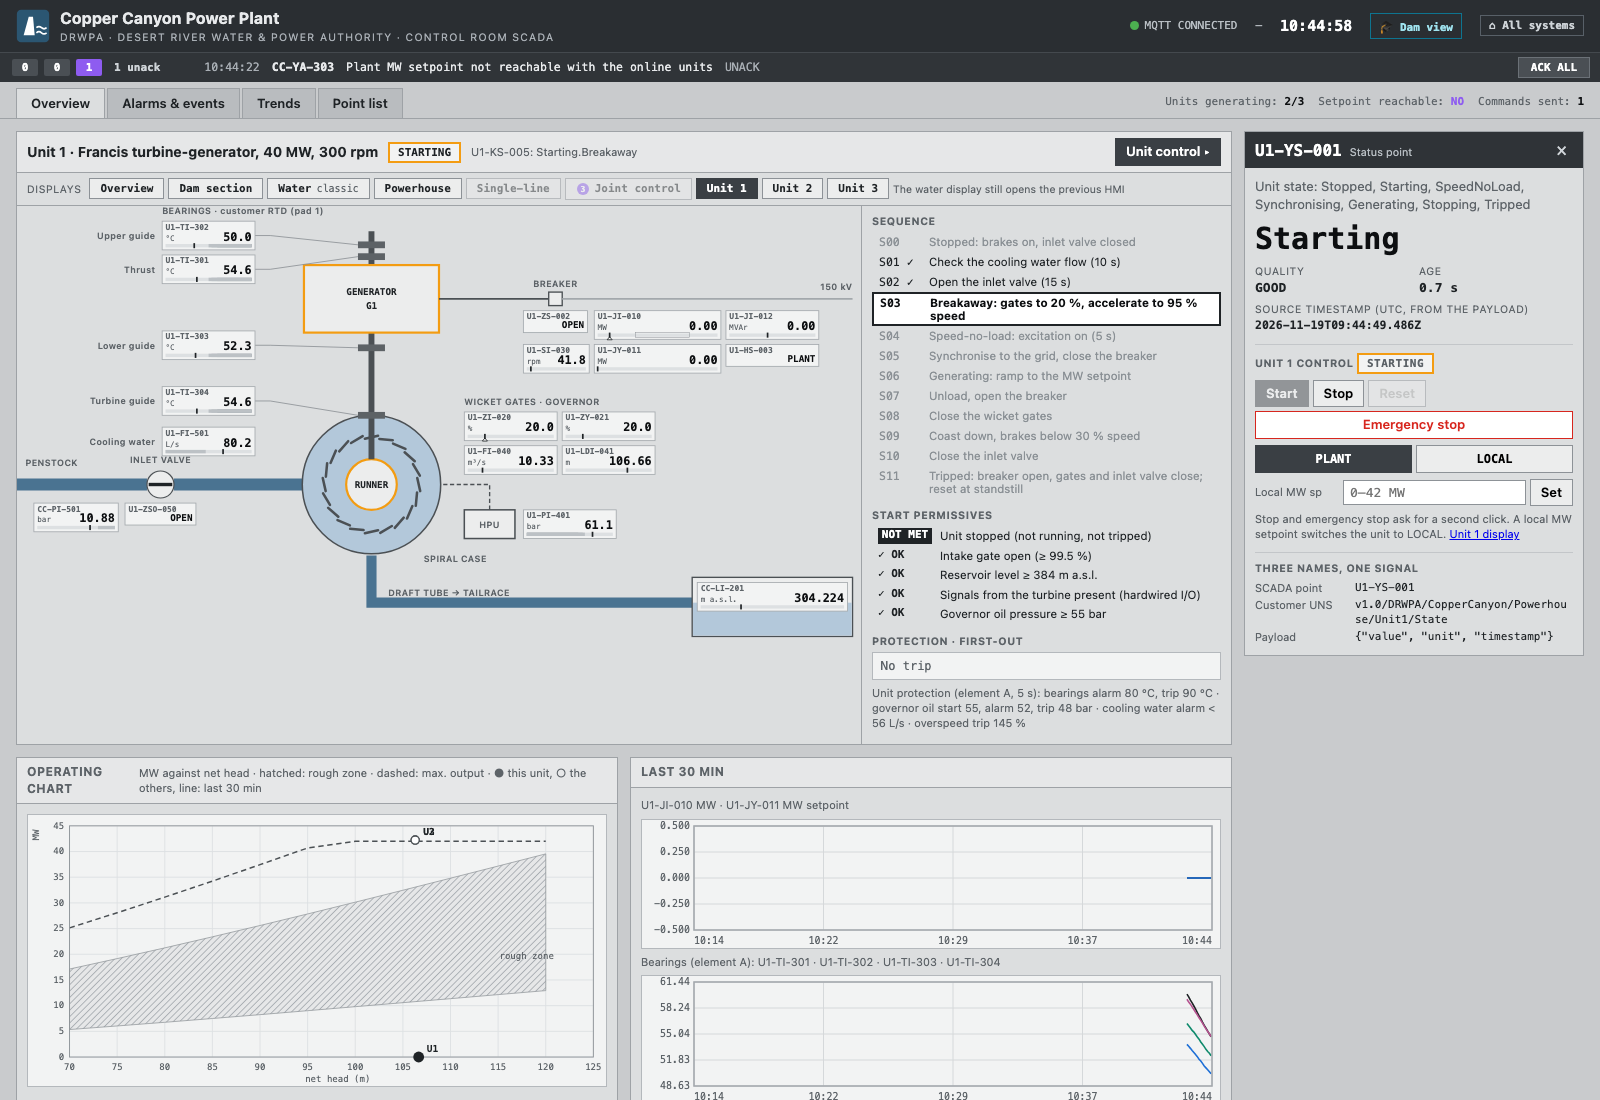 Copper Canyon Power Plant
DRWPA · DESERT RIVER WATER & POWER AUTHORITY · CONTROL ROOM SCADA
MQTT CONNECTED — 10:44:58 Dam view All systems
0 0 1 1 unack 10:44:22 CC-YA-303 Plant MW setpoint not reachable with the online units UNACK ACK ALL
Overview Alarms & events Trends Point list
Units generating: 2/3 Setpoint reachable: NO Commands sent: 1
Unit 1 · Francis turbine-generator, 40 MW, 300 rpm STARTING U1-KS-005: Starting.Breakaway Unit control ▸
DISPLAYS Overview Dam section Water classic Powerhouse Single-line 3 Joint control Unit 1 Unit 2 Unit 3 The water display still opens the previous HMI
BEARINGS · customer RTD (pad 1)
Upper guide U1-TI-302 °C 50.0
Thrust U1-TI-301 °C 54.6
GENERATOR
G1
BREAKER
150 kV
U1-ZS-002 OPEN
U1-JI-010 MW 0.00
U1-JI-012 MVAr 0.00
Lower guide U1-TI-303 °C 52.3
U1-SI-030 rpm 41.8
U1-JY-011 MW 0.00
U1-HS-003 PLANT
Turbine guide U1-TI-304 °C 54.6
WICKET GATES · GOVERNOR
U1-ZI-020 % 20.0
U1-ZY-021 % 20.0
Cooling water U1-FI-501 L/s 80.2
U1-FI-040 m³/s 10.33
U1-LDI-041 m 106.66
PENSTOCK
INLET VALVE
RUNNER
CC-PI-501 bar 10.88
U1-ZSO-050 OPEN
HPU
U1-PI-401 bar 61.1
SPIRAL CASE
DRAFT TUBE → TAILRACE
CC-LI-201 m a.s.l. 304.224
SEQUENCE
S00 Stopped: brakes on, inlet valve closed
S01 ✓ Check the cooling water flow (10 s)
S02 ✓ Open the inlet valve (15 s)
S03 Breakaway: gates to 20 %, accelerate to 95 %
speed
S04 Speed-no-load: excitation on (5 s)
S05 Synchronise to the grid, close the breaker
S06 Generating: ramp to the MW setpoint
S07 Unload, open the breaker
S08 Close the wicket gates
S09 Coast down, brakes below 30 % speed
S10 Close the inlet valve
S11 Tripped: breaker open, gates and inlet valve close;
reset at standstill
START PERMISSIVES
NOT MET Unit stopped (not running, not tripped)
✓ OK Intake gate open (≥ 99.5 %)
✓ OK Reservoir level ≥ 384 m a.s.l.
✓ OK Signals from the turbine present (hardwired I/O)
✓ OK Governor oil pressure ≥ 55 bar
PROTECTION · FIRST-OUT
No trip
Unit protection (element A, 5 s): bearings alarm 80 °C, trip 90 °C ·
governor oil start 55, alarm 52, trip 48 bar · cooling water alarm <
56 L/s · overspeed trip 145 %
U1-YS-001 Status point ×
Unit state: Stopped, Starting, SpeedNoLoad,
Synchronising, Generating, Stopping, Tripped
Starting
QUALITY AGE
GOOD 0.7 s
SOURCE TIMESTAMP (UTC, FROM THE PAYLOAD)
2026-11-19T09:44:49.486Z
UNIT 1 CONTROL STARTING
Start Stop Reset
Emergency stop
PLANT LOCAL
Local MW sp 0–42 MW Set
Stop and emergency stop ask for a second click. A local MW
setpoint switches the unit to LOCAL. Unit 1 display
THREE NAMES, ONE SIGNAL
SCADA point U1-YS-001
Customer UNS v1.0/DRWPA/CopperCanyon/Powerhou
se/Unit1/State
Payload {"value", "unit", "timestamp"}
OPERATING
CHART
MW against net head · hatched: rough zone · dashed: max. output · ● this unit, ○ the
others, line: last 30 min
MW
45
40
35
30
25
20
15
10
5
0
rough zone
U1
70 75 80 85 90 95 100 105 110 115 120 125
net head (m)
LAST 30 MIN
U1-JI-010 MW · U1-JY-011 MW setpoint
0.500
0.250
0.000
−0.250
−0.500
10:14 10:22 10:29 10:37 10:44
Bearings (element A): U1-TI-301 · U1-TI-302 · U1-TI-303 · U1-TI-304
61.44
58.24
55.04
51.83
48.63
10:14 10:22 10:29 10:37 10:44